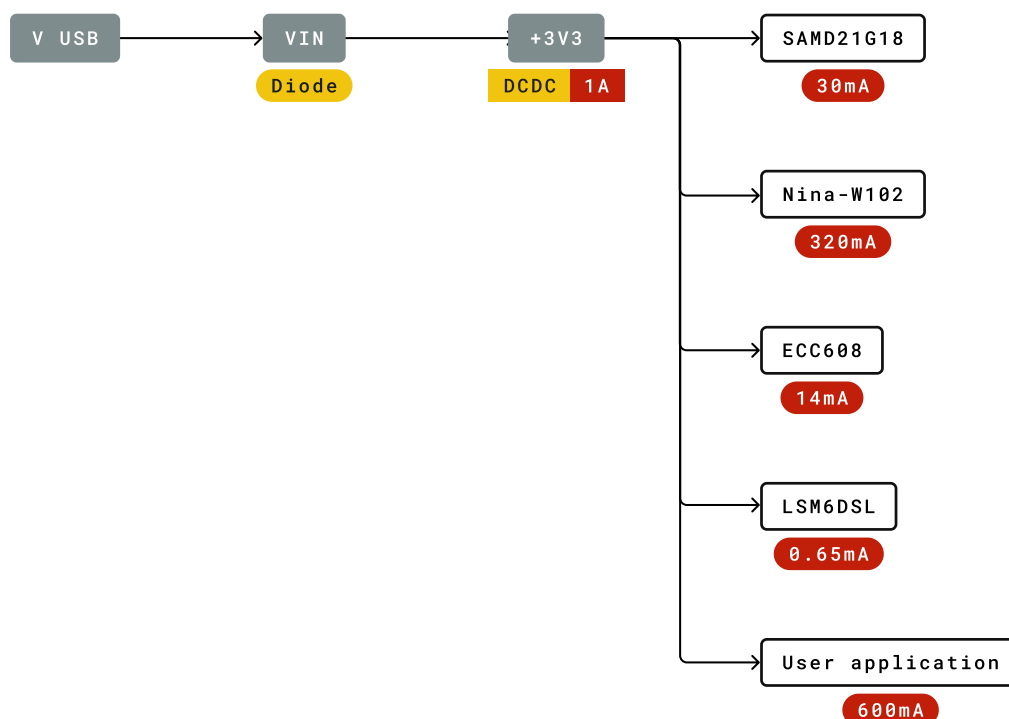 V USB
VIN
+3V3
SAMD21G18
Diode
DCDC
1A
30mA
Nina-W102
320mA
ECC608
14mA
LSM6DSL
0.65mA
User application
600mA